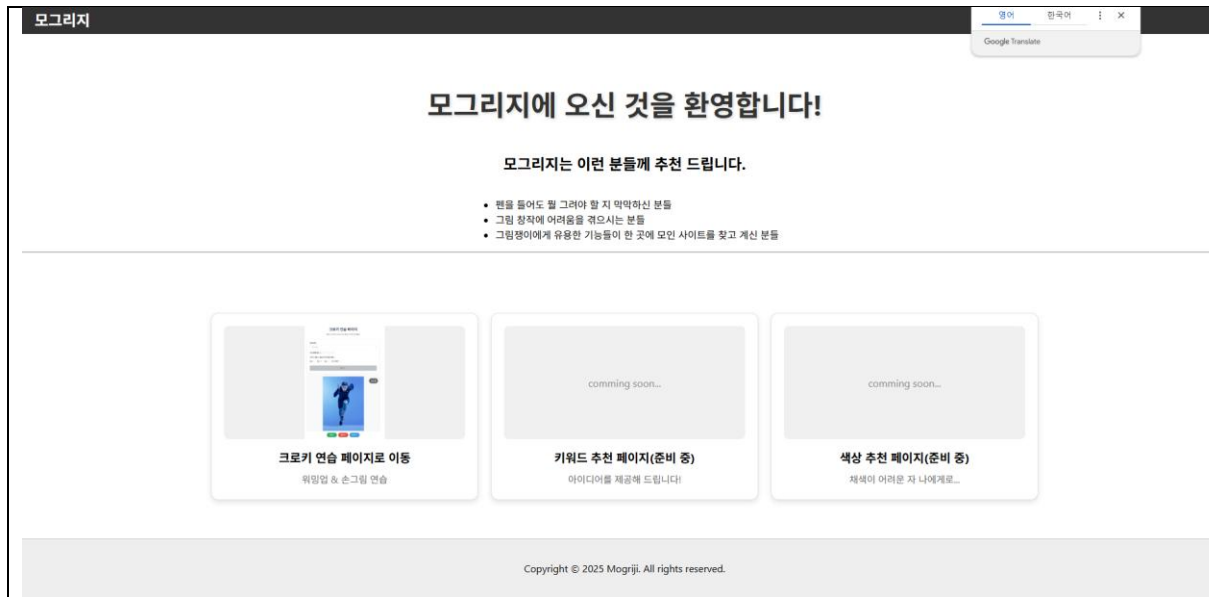 모그리지
영어 한국어
Google Translate
모그리지에 오신 것을 환영합니다!
모그리지는 이런 분들께 추천 드립니다.
펜을 들어도 뭘 그려야 할 지 막막하신 분들
그림 창작에 어려움을 겪으시는 분들
그림쟁이에게 유용한 기능들이 한 곳에 모인 사이트를 찾고 계신 분들
comming soon...
comming soon...
크로키 연습 페이지로 이동
키워드 추천 페이지(준비 중)
색상 추천 페이지(준비 중)
워밍업 & 손그림 연습
아이디어를 제공해 드립니다!
채색이 어려운 자 나에게로...
Copyright © 2025 Mogriji. All rights reserved.